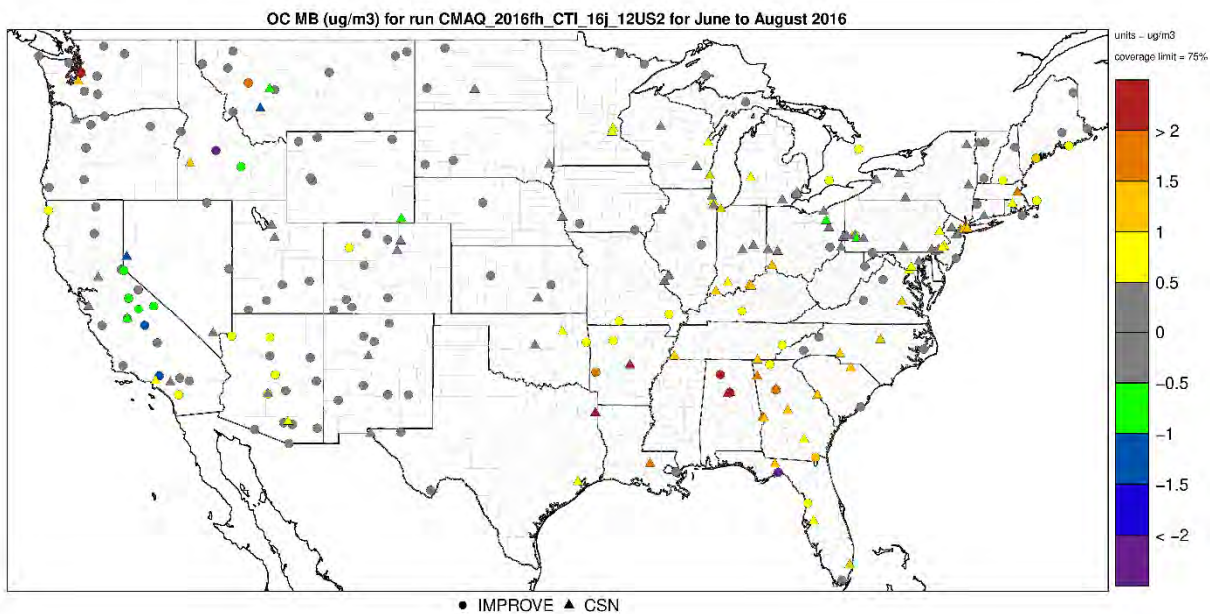 OC MB (ug/m3) for run CMAQ_2016fh_CTI_16j_12US2 for June to August 2016
units = ug/m3
coverage limit = 75%
> 2
1.5
1
0.5
0
−0.5
−1
−1.5
< −2
● IMPROVE ▲ CSN